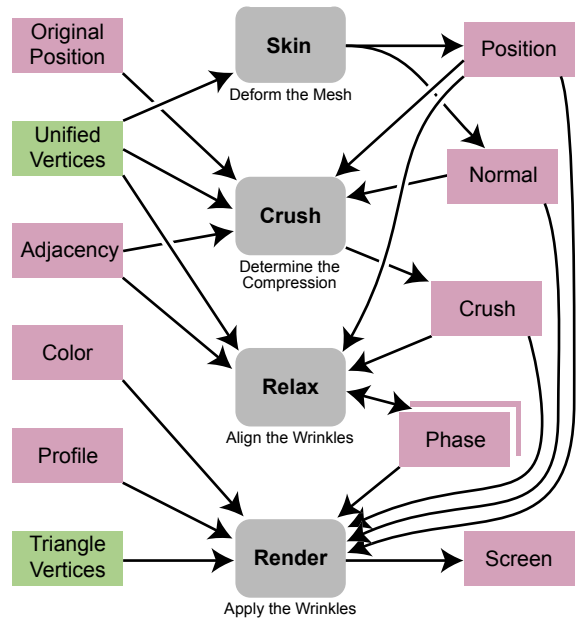 Original
Position
Skin
Position
Deform the Mesh
Unified
Vertices
Normal
Crush
Adjacency
Determine the
Compression
Crush
Color
Relax
Align the Wrinkles
Phase
Profile
Triangle
Vertices
Render
Screen
Apply the Wrinkles